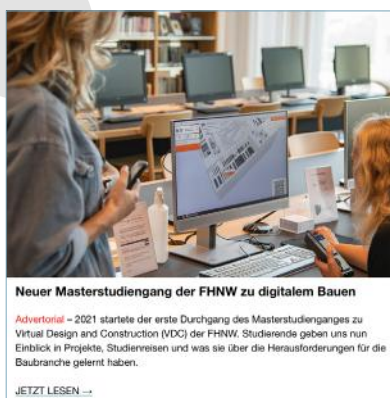 Neuer Masterstudiengang der FHNW zu digitalem Bauen
Advertorial – 2021 startete der erste Durchgang des Masterstudienganges zu
Virtual Design and Construction (VDC) der FHNW. Studierende geben uns nun
Einblick in Projekte, Studienreisen und was sie über die Herausforderungen für die
Baubranche gelernt haben.
JETZT LESEN →